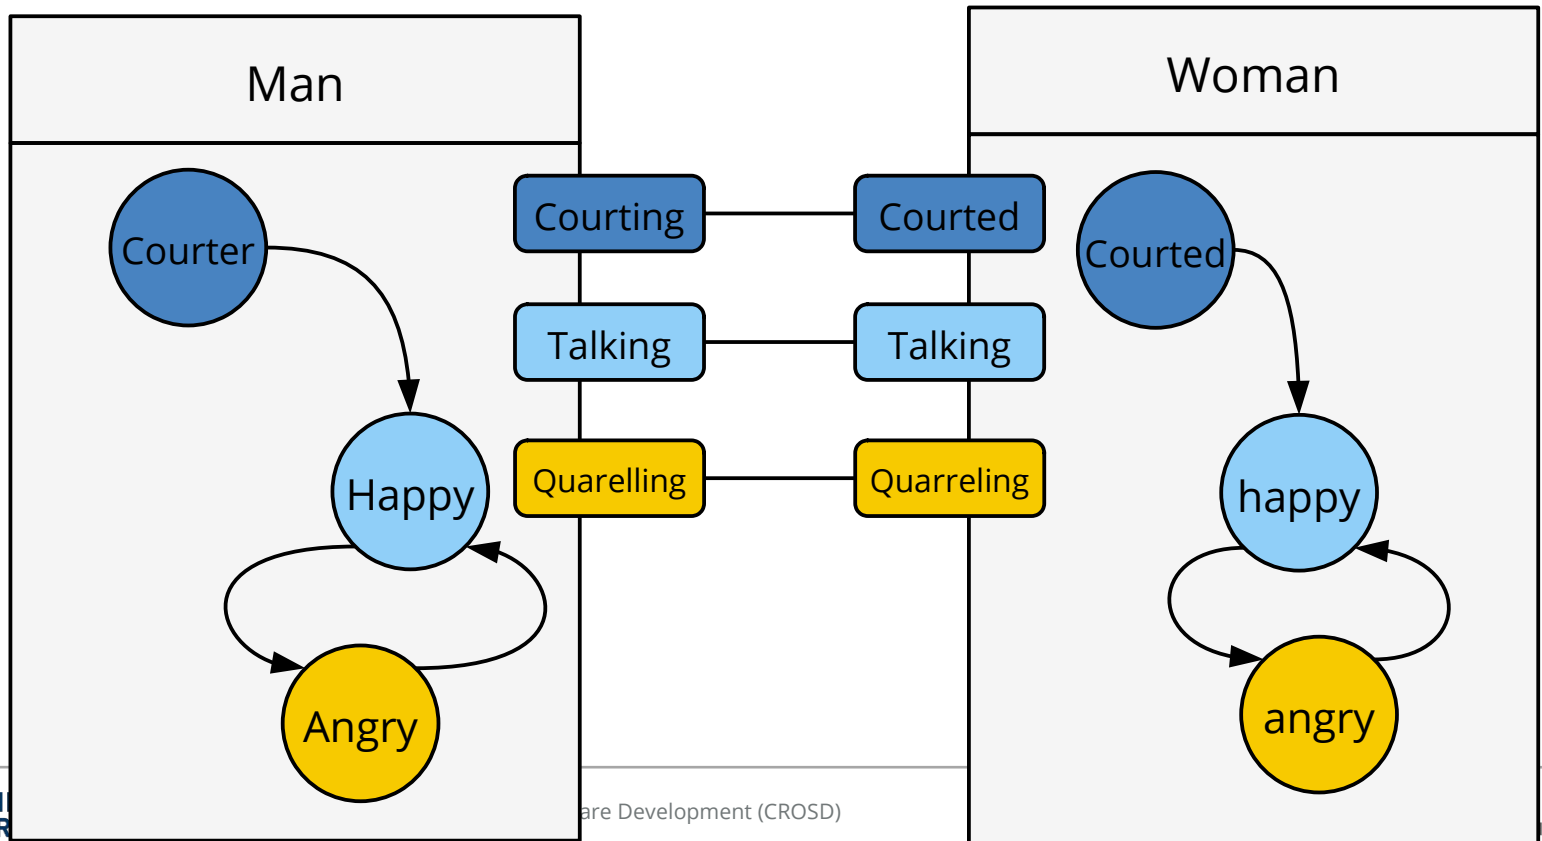 Man
Woman
Courter
Courting
Courted
Courted
Talking
Talking
Happy
Quarelling
Quarreling
happy
Angry
angry
are Development (CROSD)